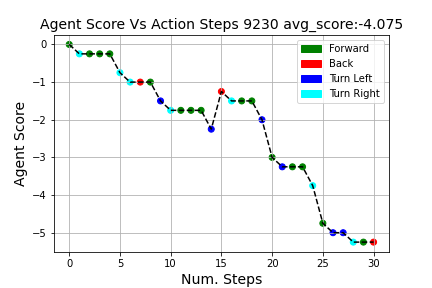 Agent Score Vs Action Steps 9230 avg_score:-4.075
Forward
Back
Turn Left
Turn Right
Agent Score
0
−1
−2
−3
−4
−5
0 5 10 15 20 25 30
Num. Steps